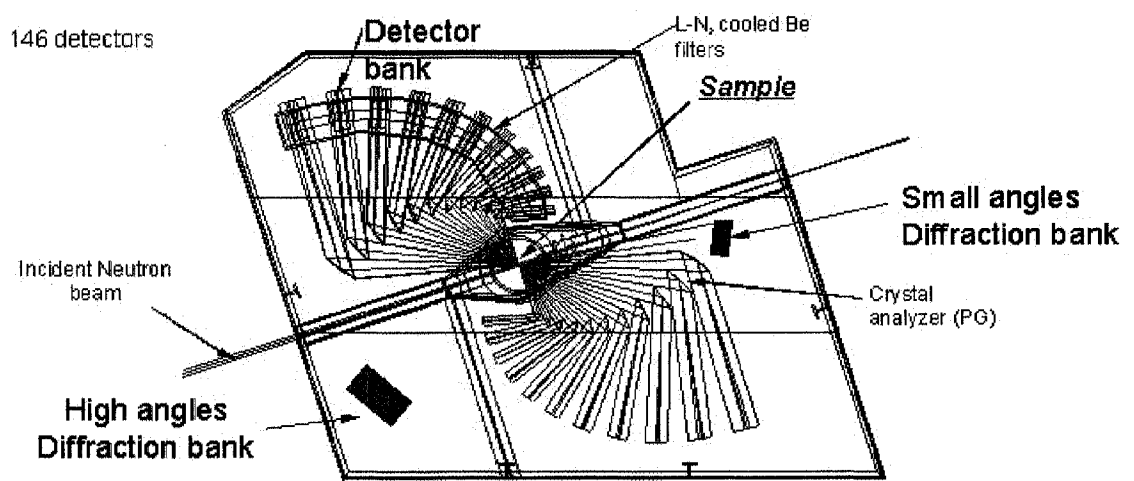 146 detectors
Detector
bank
L-N₂ cooled Be
filters
Sample
Small angles
Diffraction bank
Incident Neutron
beam
Crystal
analyzer (PG)
High angles
Diffraction bank